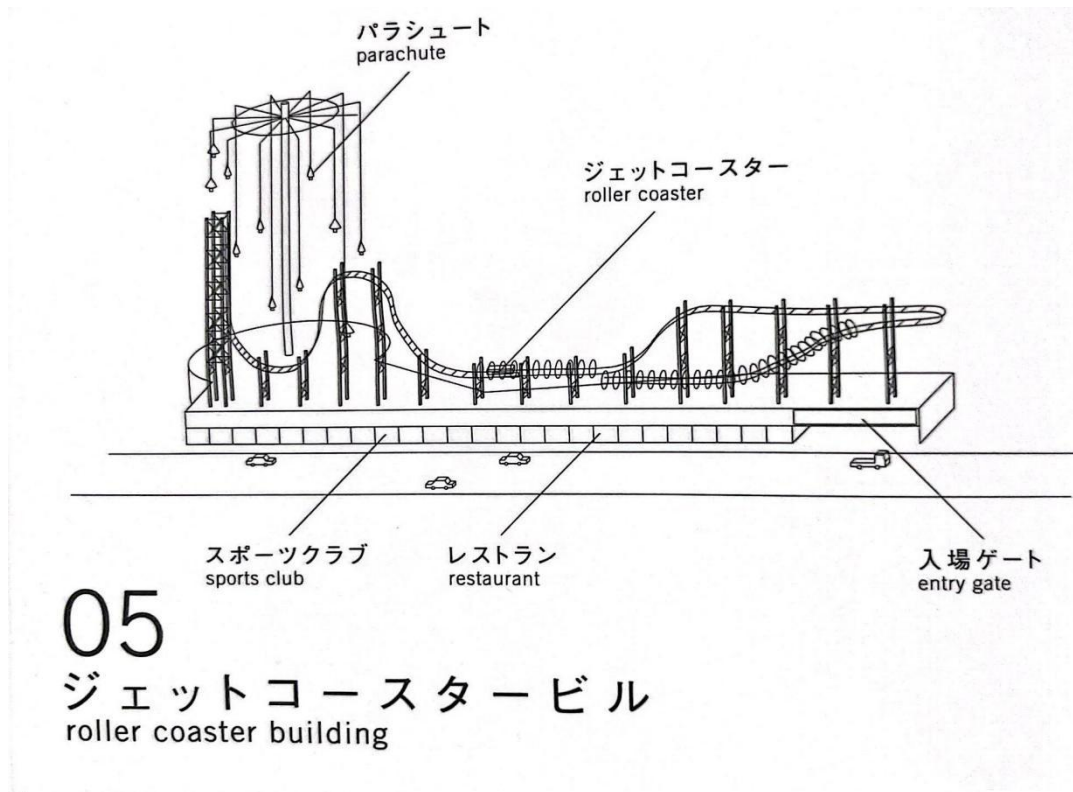 パラシュート
parachute
ジェットコースター
roller coaster
スポーツクラブ
sports club
レストラン
restaurant
入場ゲート
entry gate
05
ジェットコースタービル
roller coaster building